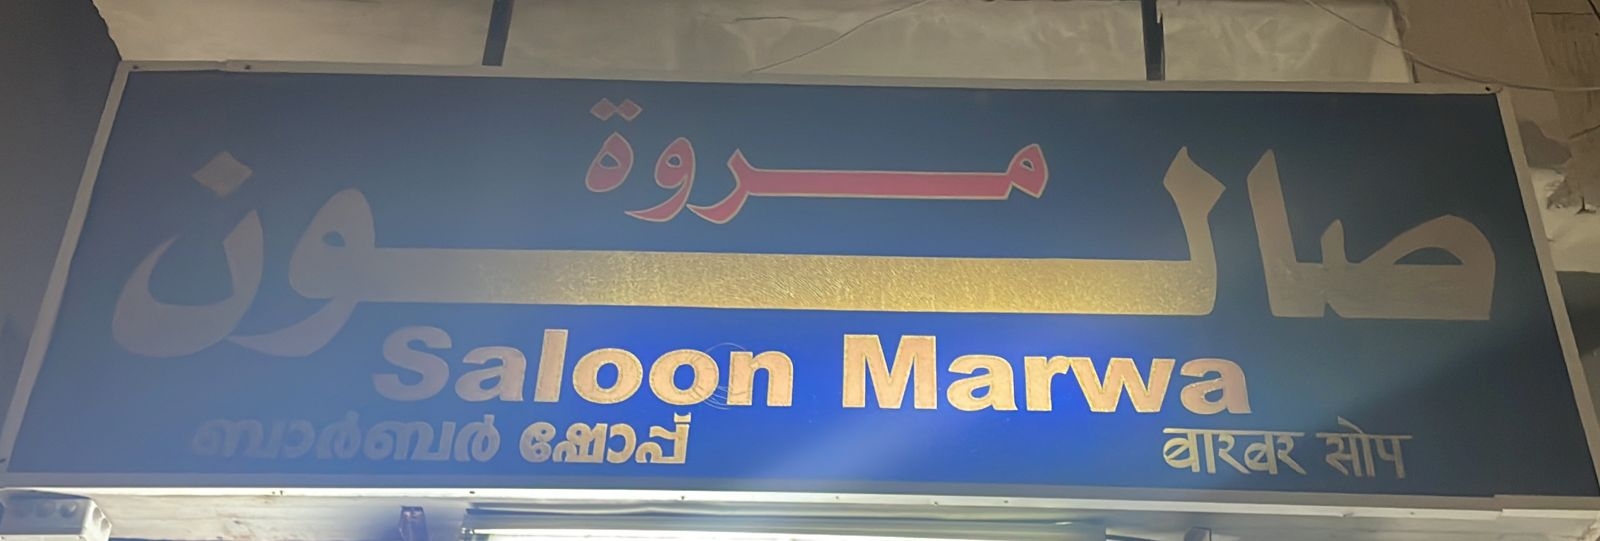 مروة
صالون
Saloon Marwa
ബാർബർ ഷോപ്പ്
बारबर सोप